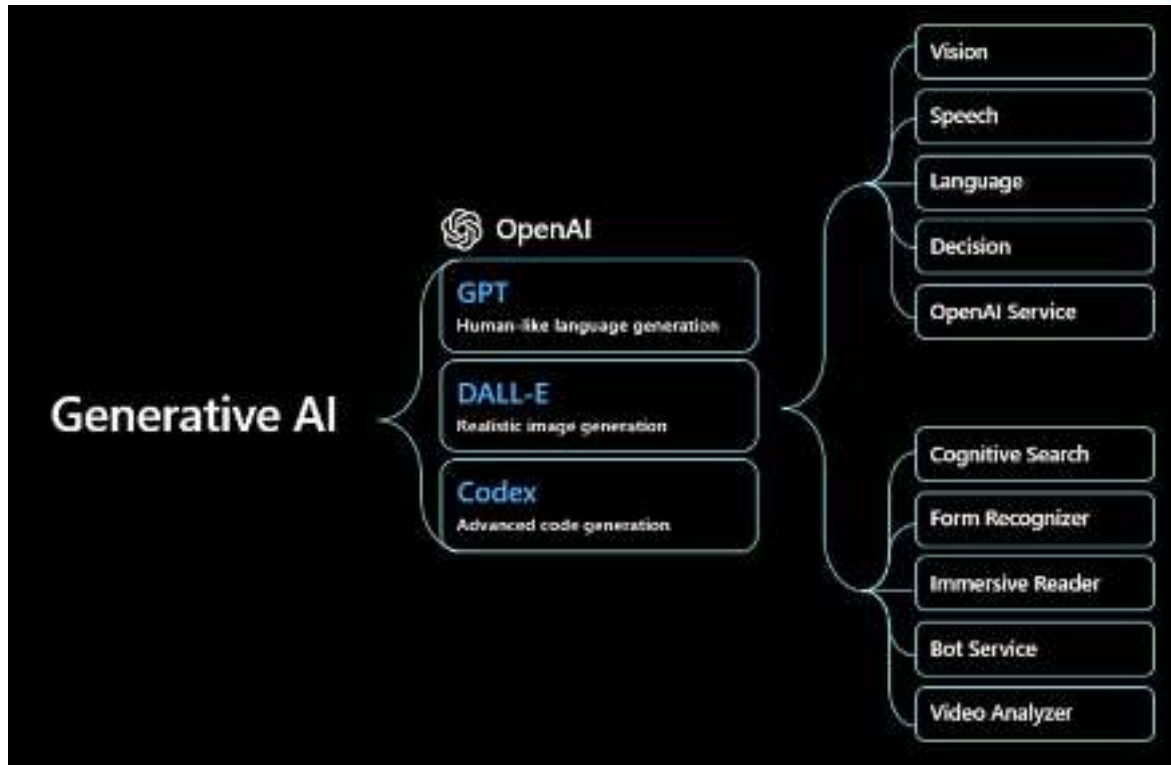 Generative AI
OpenAI
GPT
Human-like language generation
DALL-E
Realistic image generation
Codex
Advanced code generation
Vision
Speech
Language
Decision
OpenAI Service
Cognitive Search
Form Recognizer
Immersive Reader
Bot Service
Video Analyzer